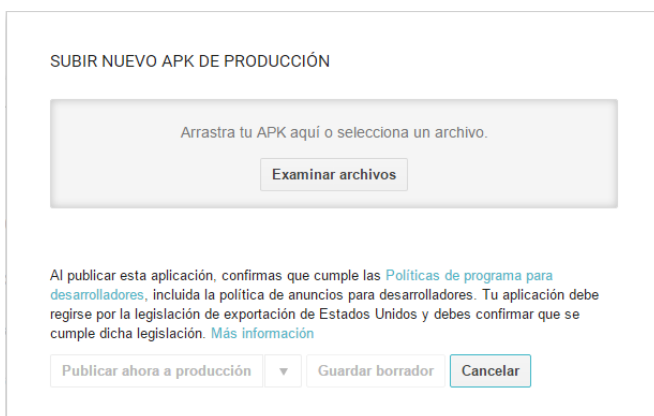 SUBIR NUEVO APK DE PRODUCCIÓN
Arrastra tu APK aquí o selecciona un archivo.
Examinar archivos
Al publicar esta aplicación, confirmas que cumple las Políticas de programa para
desarrolladores, incluida la política de anuncios para desarrolladores. Tu aplicación debe
regirse por la legislación de exportación de Estados Unidos y debes confirmar que se
cumple dicha legislación. Más información
Publicar ahora a producción ▼ Guardar borrador Cancelar